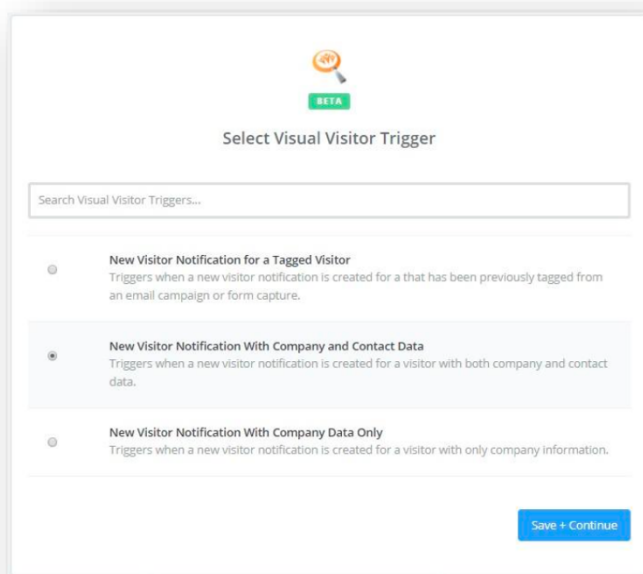 BETA
Select Visual Visitor Trigger
Search Visual Visitor Triggers...
New Visitor Notification for a Tagged Visitor
Triggers when a new visitor notification is created for a that has been previously tagged from
an email campaign or form capture.
New Visitor Notification With Company and Contact Data
Triggers when a new visitor notification is created for a visitor with both company and contact
data.
New Visitor Notification With Company Data Only
Triggers when a new visitor notification is created for a visitor with only company information.
Save + Continue